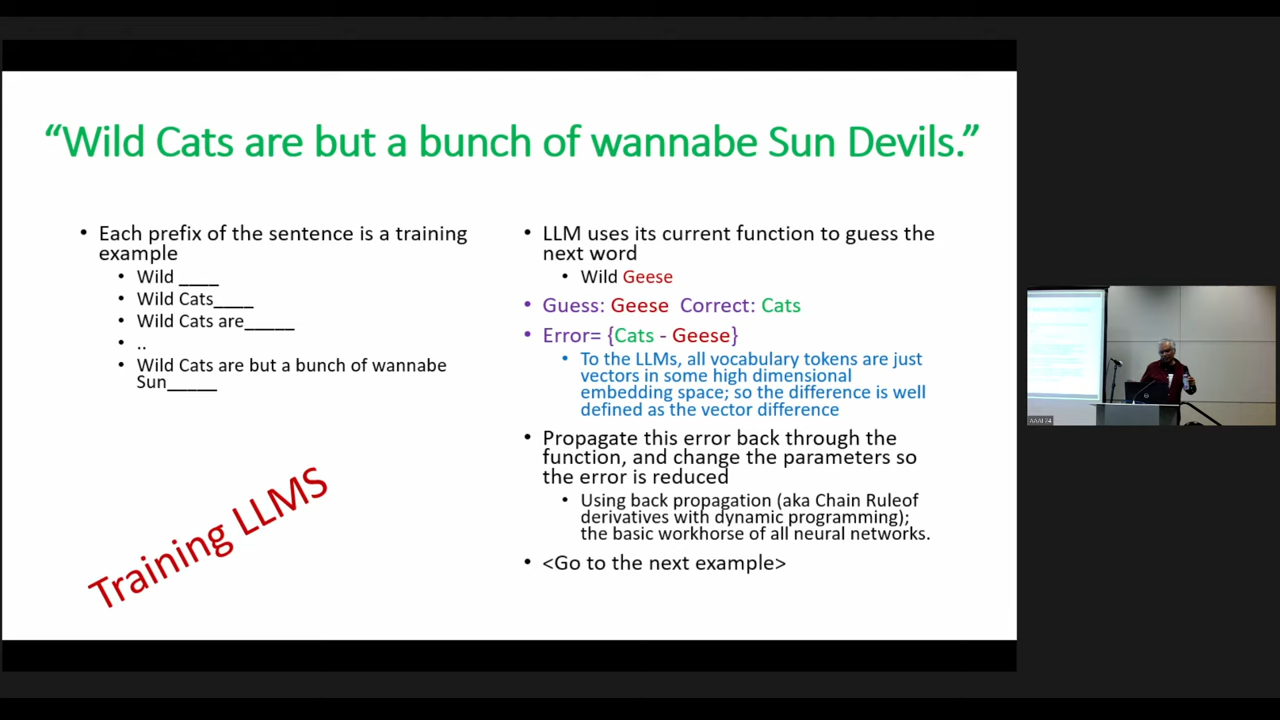 “Wild Cats are but a bunch of wannabe Sun Devils.”
• Each prefix of the sentence is a training
example
• Wild ____
• Wild Cats____
• Wild Cats are_____
• ..
• Wild Cats are but a bunch of wannabe
Sun_____
Training LLMS
• LLM uses its current function to guess the
next word
• Wild Geese
• Guess: Geese Correct: Cats
• Error= {Cats - Geese}
• To the LLMs, all vocabulary tokens are just
vectors in some high dimensional
embedding space; so the difference is well
defined as the vector difference
• Propagate this error back through the
function, and change the parameters so
the error is reduced
• Using back propagation (aka Chain Ruleof
derivatives with dynamic programming);
the basic workhorse of all neural networks.
• <Go to the next example>
AAAI 24